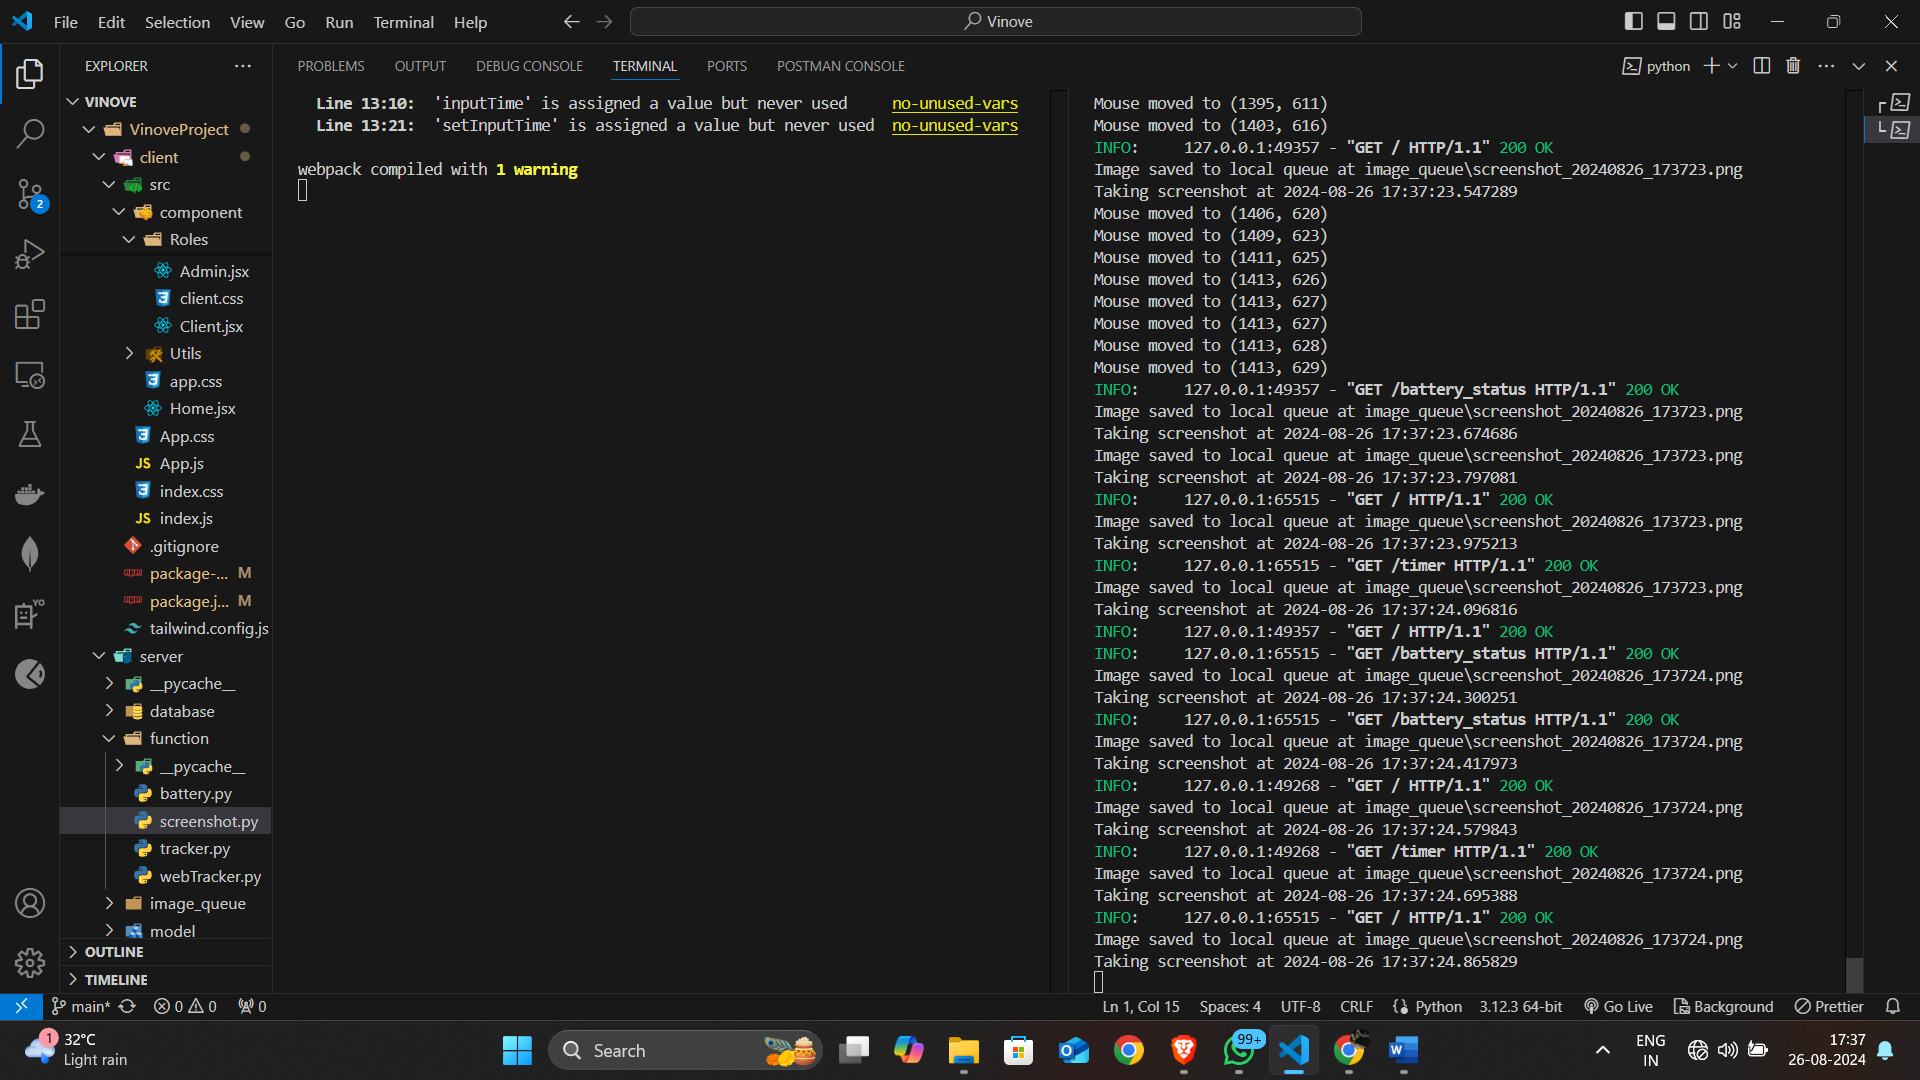 File Edit Selection View Go Run Terminal Help
Vinove
EXPLORER
VINOVE
VinoveProject
client
src
component
Roles
Admin.jsx
client.css
Client.jsx
Utils
app.css
Home.jsx
App.css
JS App.js
index.css
JS index.js
.gitignore
package-... M
package.j... M
tailwind.config.js
server
__pycache__
database
function
__pycache__
battery.py
screenshot.py
tracker.py
webTracker.py
image_queue
model
OUTLINE
TIMELINE
2
YO
PROBLEMS OUTPUT DEBUG CONSOLE TERMINAL PORTS POSTMAN CONSOLE
python
Line 13:10: 'inputTime' is assigned a value but never used no-unused-vars
Line 13:21: 'setInputTime' is assigned a value but never used no-unused-vars
webpack compiled with 1 warning
Mouse moved to (1395, 611)
Mouse moved to (1403, 616)
INFO: 127.0.0.1:49357 - "GET / HTTP/1.1" 200 OK
Image saved to local queue at image_queue\screenshot_20240826_173723.png
Taking screenshot at 2024-08-26 17:37:23.547289
Mouse moved to (1406, 620)
Mouse moved to (1409, 623)
Mouse moved to (1411, 625)
Mouse moved to (1413, 626)
Mouse moved to (1413, 627)
Mouse moved to (1413, 627)
Mouse moved to (1413, 628)
Mouse moved to (1413, 629)
INFO: 127.0.0.1:49357 - "GET /battery_status HTTP/1.1" 200 OK
Image saved to local queue at image_queue\screenshot_20240826_173723.png
Taking screenshot at 2024-08-26 17:37:23.674686
Image saved to local queue at image_queue\screenshot_20240826_173723.png
Taking screenshot at 2024-08-26 17:37:23.797081
INFO: 127.0.0.1:65515 - "GET / HTTP/1.1" 200 OK
Image saved to local queue at image_queue\screenshot_20240826_173723.png
Taking screenshot at 2024-08-26 17:37:23.975213
INFO: 127.0.0.1:65515 - "GET /timer HTTP/1.1" 200 OK
Image saved to local queue at image_queue\screenshot_20240826_173723.png
Taking screenshot at 2024-08-26 17:37:24.096816
INFO: 127.0.0.1:49357 - "GET / HTTP/1.1" 200 OK
INFO: 127.0.0.1:65515 - "GET /battery_status HTTP/1.1" 200 OK
Image saved to local queue at image_queue\screenshot_20240826_173724.png
Taking screenshot at 2024-08-26 17:37:24.300251
INFO: 127.0.0.1:65515 - "GET /battery_status HTTP/1.1" 200 OK
Image saved to local queue at image_queue\screenshot_20240826_173724.png
Taking screenshot at 2024-08-26 17:37:24.417973
INFO: 127.0.0.1:49268 - "GET / HTTP/1.1" 200 OK
Image saved to local queue at image_queue\screenshot_20240826_173724.png
Taking screenshot at 2024-08-26 17:37:24.579843
INFO: 127.0.0.1:49268 - "GET /timer HTTP/1.1" 200 OK
Image saved to local queue at image_queue\screenshot_20240826_173724.png
Taking screenshot at 2024-08-26 17:37:24.695388
INFO: 127.0.0.1:65515 - "GET / HTTP/1.1" 200 OK
Image saved to local queue at image_queue\screenshot_20240826_173724.png
Taking screenshot at 2024-08-26 17:37:24.865829
main* 0 0 0 Ln 1, Col 15 Spaces: 4 UTF-8 CRLF Python 3.12.3 64-bit Go Live Background Prettier
1
32°C
Light rain
Search
99+
ENG
IN
17:37
26-08-2024